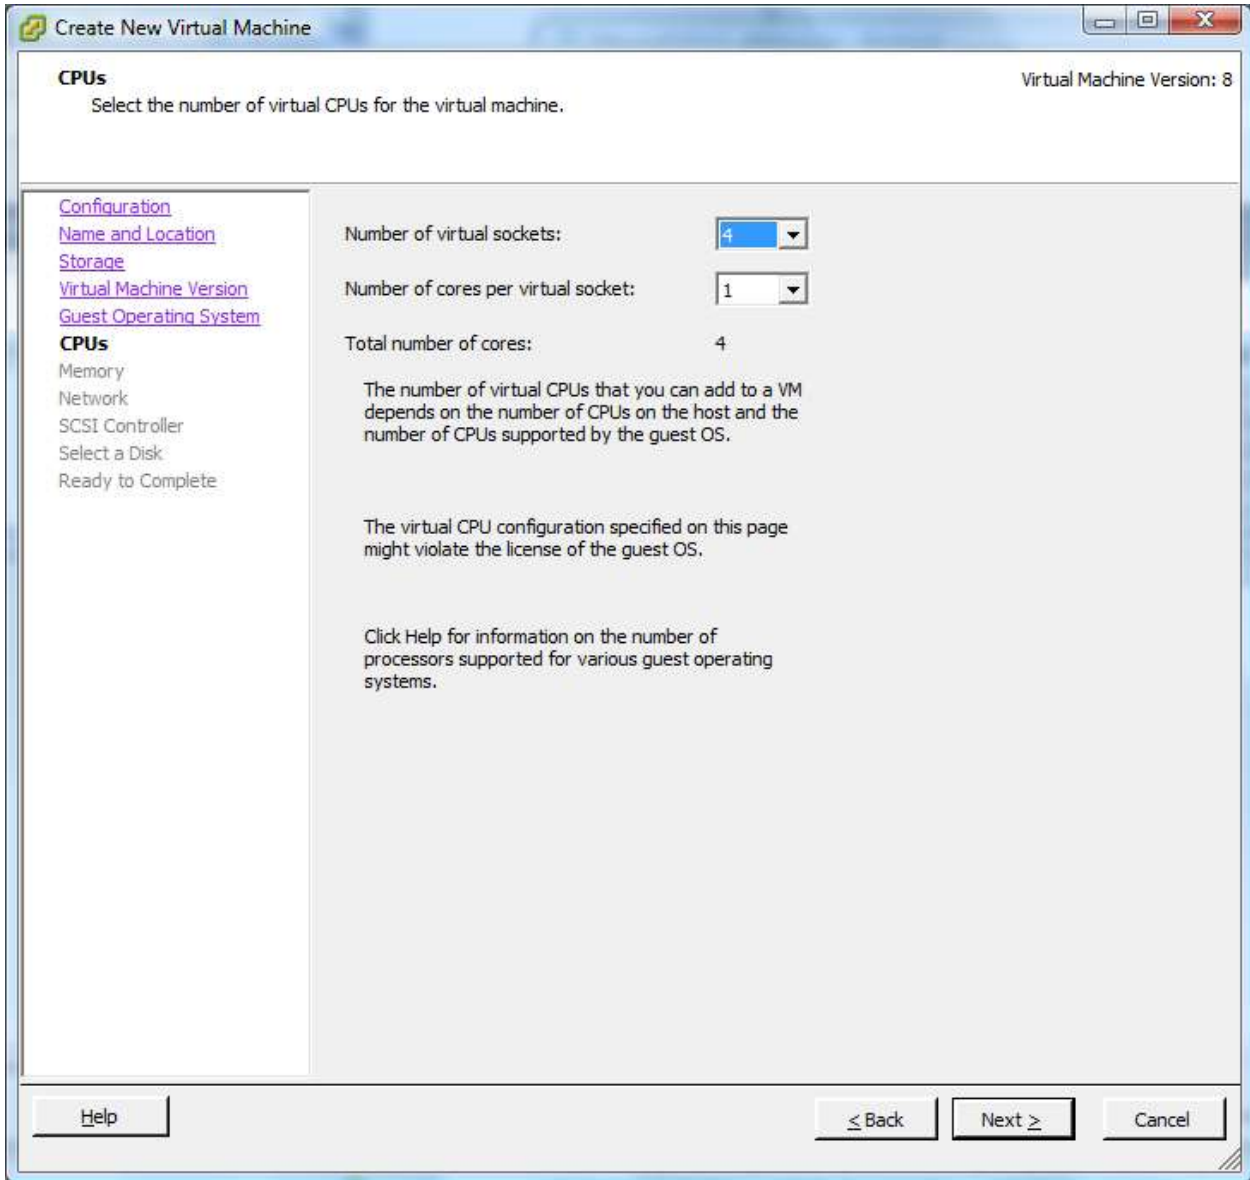 Create New Virtual Machine
CPUs
Virtual Machine Version: 8
Select the number of virtual CPUs for the virtual machine.
Configuration
Name and Location
Storage
Virtual Machine Version
Guest Operating System
CPUs
Memory
Network
SCSI Controller
Select a Disk
Ready to Complete
Number of virtual sockets: 4
Number of cores per virtual socket: 1
Total number of cores: 4
The number of virtual CPUs that you can add to a VM
depends on the number of CPUs on the host and the
number of CPUs supported by the guest OS.
The virtual CPU configuration specified on this page
might violate the license of the guest OS.
Click Help for information on the number of
processors supported for various guest operating
systems.
Help
< Back
Next >
Cancel